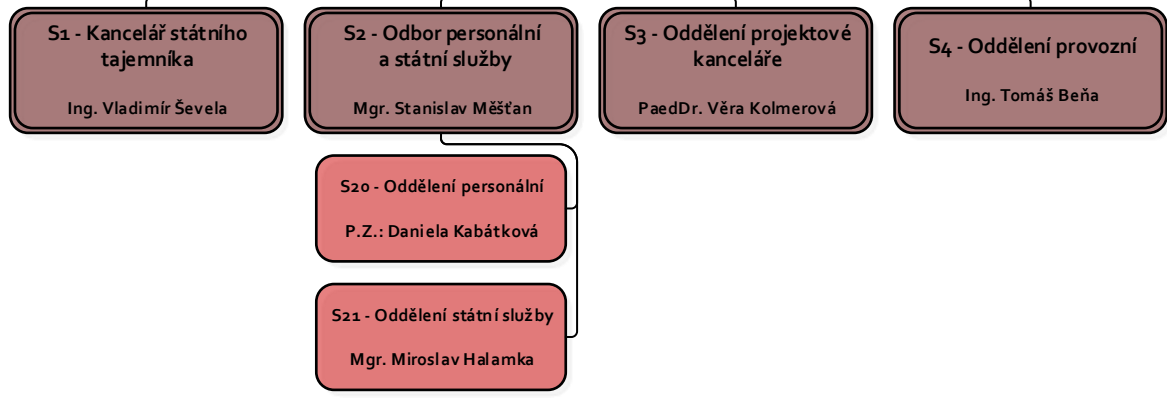 S1 - Kancelář státního
tajemníka
Ing. Vladimír Ševela
S2 - Odbor personální
a státní služby
Mgr. Stanislav Měšťan
S3 - Oddělení projektové
kanceláře
PaedDr. Věra Kolmerová
S4 - Oddělení provozní
Ing. Tomáš Beňa
S20 - Oddělení personální
P.Z.: Daniela Kabátková
S21 - Oddělení státní služby
Mgr. Miroslav Halamka